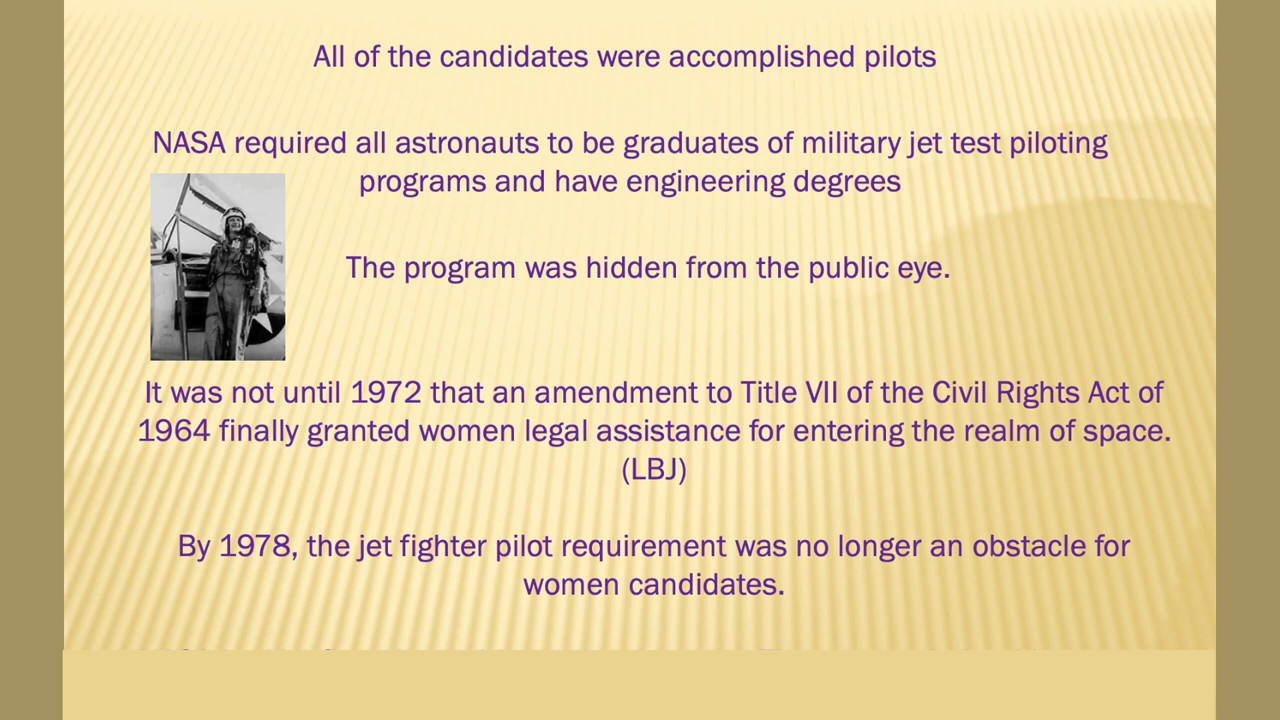 All of the candidates were accomplished pilots
NASA required all astronauts to be graduates of military jet test piloting
programs and have engineering degrees
The program was hidden from the public eye.
It was not until 1972 that an amendment to Title VII of the Civil Rights Act of
1964 finally granted women legal assistance for entering the realm of space.
(LBJ)
By 1978, the jet fighter pilot requirement was no longer an obstacle for
women candidates.